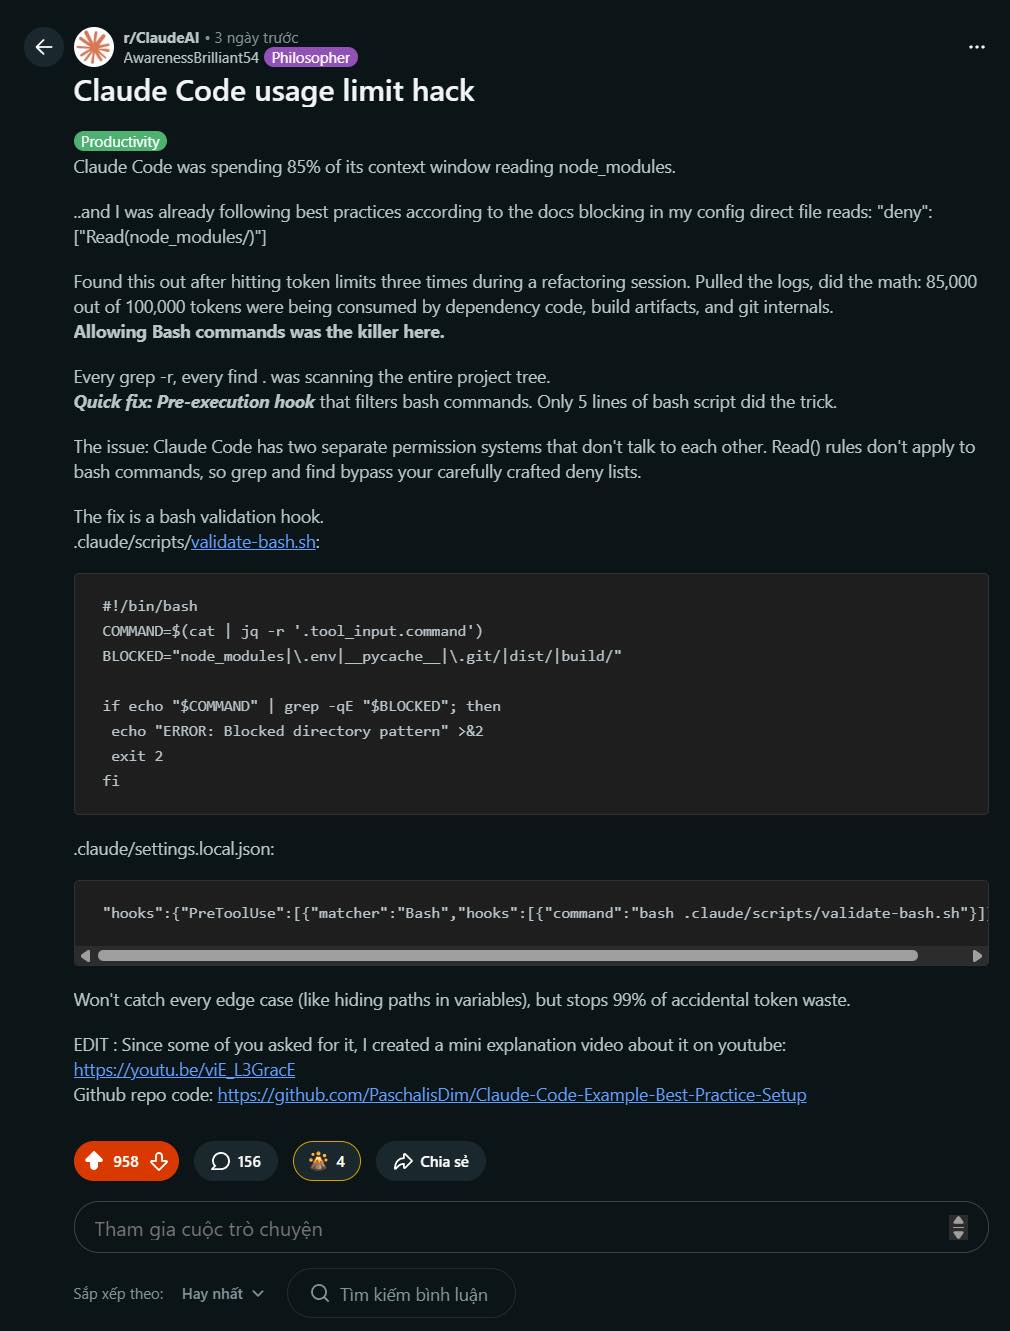 r/ClaudeAI • 3 ngày trước
AwarenessBrilliant54 Philosopher
Claude Code usage limit hack
Productivity
Claude Code was spending 85% of its context window reading node_modules.
..and I was already following best practices according to the docs blocking in my config direct file reads: "deny":
["Read(node_modules/)"]
Found this out after hitting token limits three times during a refactoring session. Pulled the logs, did the math: 85,000
out of 100,000 tokens were being consumed by dependency code, build artifacts, and git internals.
Allowing Bash commands was the killer here.
Every grep -r, every find . was scanning the entire project tree.
Quick fix: Pre-execution hook that filters bash commands. Only 5 lines of bash script did the trick.
The issue: Claude Code has two separate permission systems that don't talk to each other. Read() rules don't apply to
bash commands, so grep and find bypass your carefully crafted deny lists.
The fix is a bash validation hook.
.claude/scripts/validate-bash.sh:
#!/bin/bash
COMMAND=$(cat | jq -r '.tool_input.command')
BLOCKED="node_modules|\.env|__pycache__|\.git/|dist/|build/"
if echo "$COMMAND" | grep -qE "$BLOCKED"; then
 echo "ERROR: Blocked directory pattern" >&2
 exit 2
fi
.claude/settings.local.json:
"hooks":{"PreToolUse":[{"matcher":"Bash","hooks":[{"command":"bash .claude/scripts/validate-bash.sh"}]}
Won't catch every edge case (like hiding paths in variables), but stops 99% of accidental token waste.
EDIT : Since some of you asked for it, I created a mini explanation video about it on youtube:
https://youtu.be/viE_L3GracE
Github repo code: https://github.com/PaschalisDim/Claude-Code-Example-Best-Practice-Setup
958 156 4 Chia sẻ
Tham gia cuộc trò chuyện
Sắp xếp theo: Hay nhất Tìm kiếm bình luận